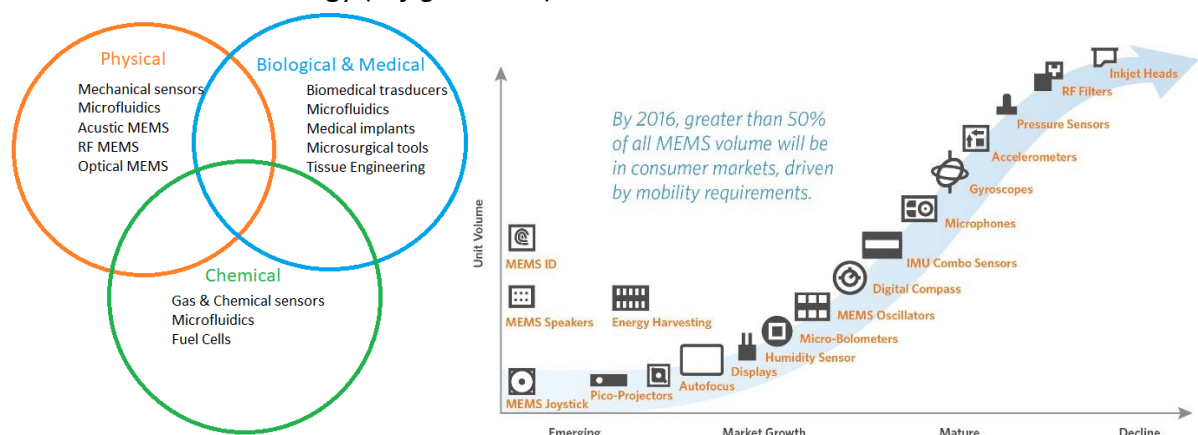 Physical
Mechanical sensors
Microfluidics
Acustic MEMS
RF MEMS
Optical MEMS
Biological & Medical
Biomedical trasducers
Microfluidics
Medical implants
Microsurgical tools
Tissue Engineering
Chemical
Gas & Chemical sensors
Microfluidics
Fuel Cells
Unit Volume
By 2016, greater than 50%
of all MEMS volume will be
in consumer markets, driven
by mobility requirements.
Inkjet Heads
RF Filters
Pressure Sensors
Accelerometers
Gyroscopes
Microphones
IMU Combo Sensors
Digital Compass
MEMS Oscillators
Micro-Bolometers
Humidity Sensor
Displays
Autofocus
Pico-Projectors
MEMS ID
MEMS Speakers
Energy Harvesting
MEMS Joystick
Emerging
Market Growth
Mature
Decline